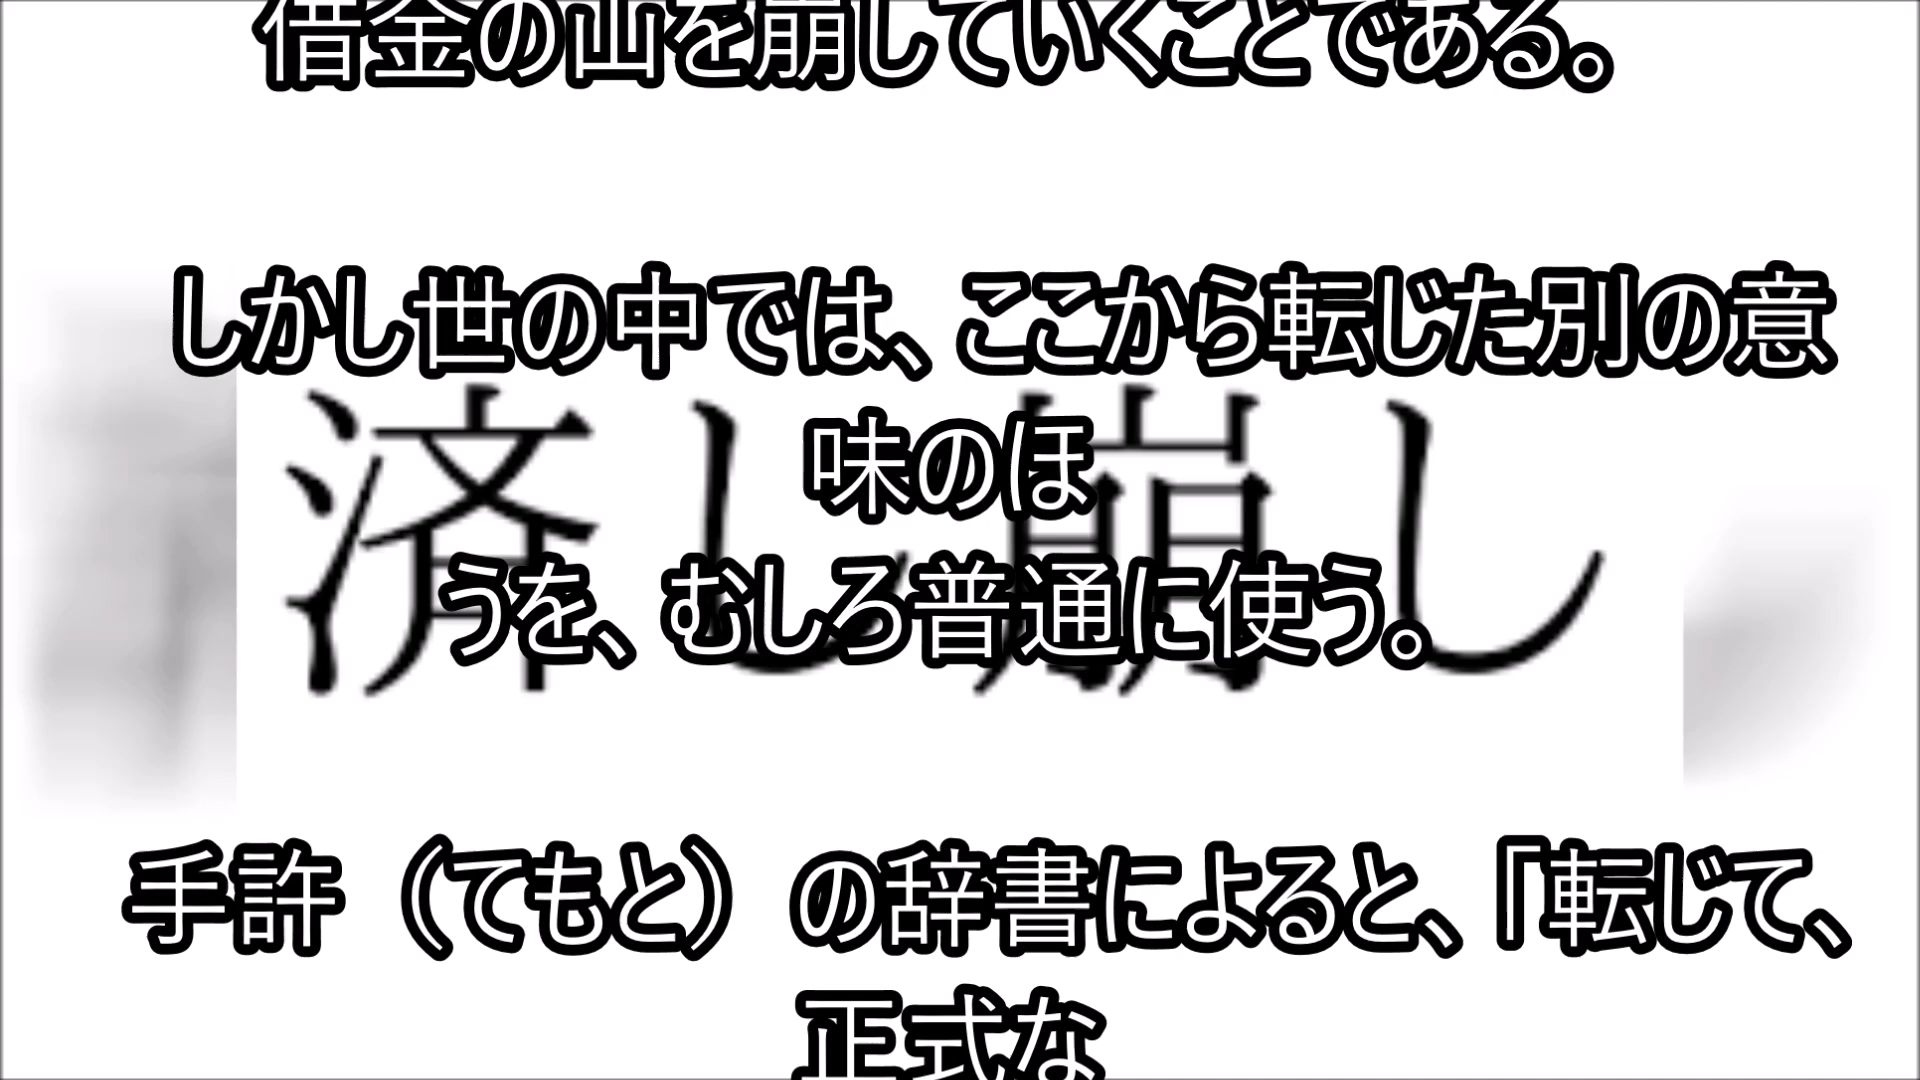 借金の山を崩していくことである。
しかし世の中では、ここから転じた別の意
味のほ
済し崩し
うを、むしろ普通に使う。
手許（てもと）の辞書によると、「転じて、
正式な